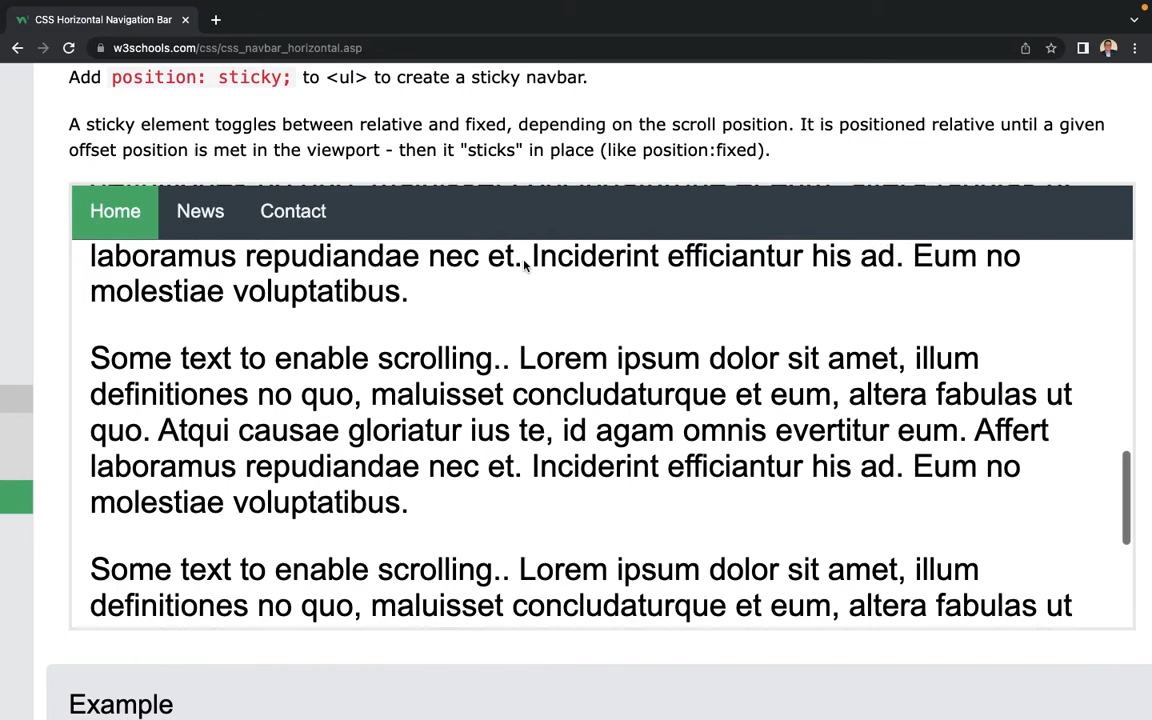 CSS Horizontal Navigation Bar
w3schools.com/css/css_navbar_horizontal.asp
Add position: sticky; to <ul> to create a sticky navbar.
A sticky element toggles between relative and fixed, depending on the scroll position. It is positioned relative until a given
offset position is met in the viewport - then it "sticks" in place (like position:fixed).
Home News Contact
laboramus repudiandae nec et. Inciderint efficiantur his ad. Eum no
molestiae voluptatibus.
Some text to enable scrolling.. Lorem ipsum dolor sit amet, illum
definitiones no quo, maluisset concludaturque et eum, altera fabulas ut
quo. Atqui causae gloriatur ius te, id agam omnis evertitur eum. Affert
laboramus repudiandae nec et. Inciderint efficiantur his ad. Eum no
molestiae voluptatibus.
Some text to enable scrolling.. Lorem ipsum dolor sit amet, illum
definitiones no quo, maluisset concludaturque et eum, altera fabulas ut
Example